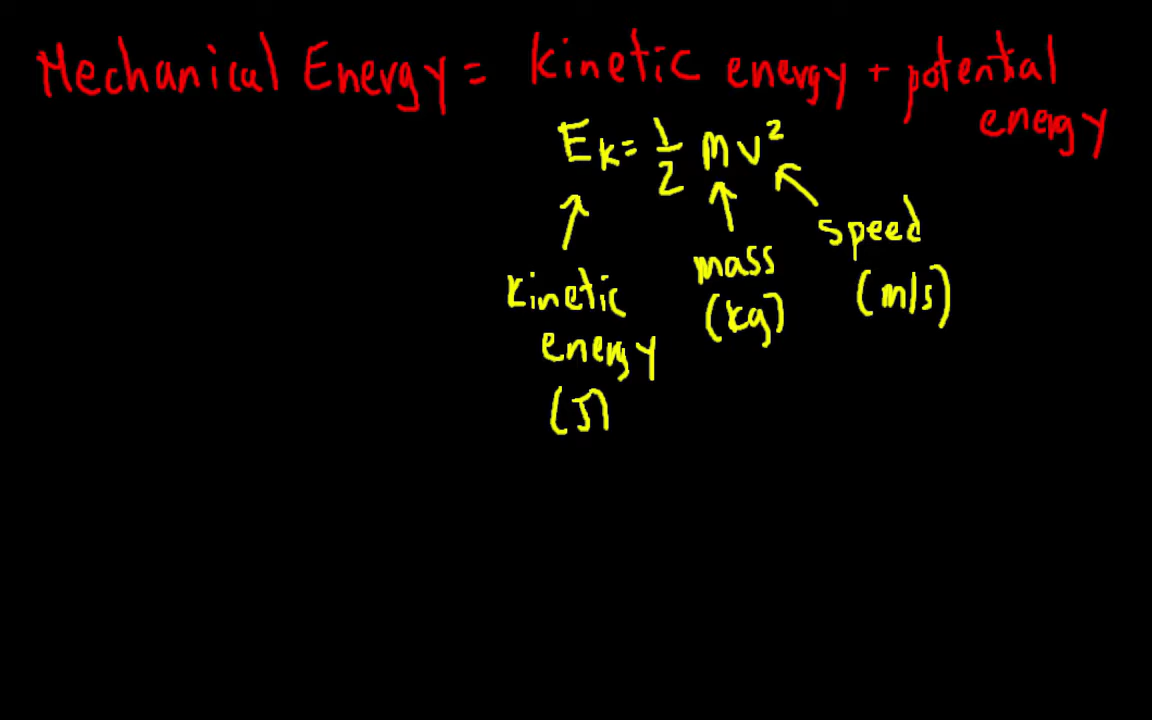 Mechanical Energy = kinetic energy + potential
energy
Ek = 1/2 mv²
kinetic
energy
(J)
mass
(kg)
speed
(m/s)